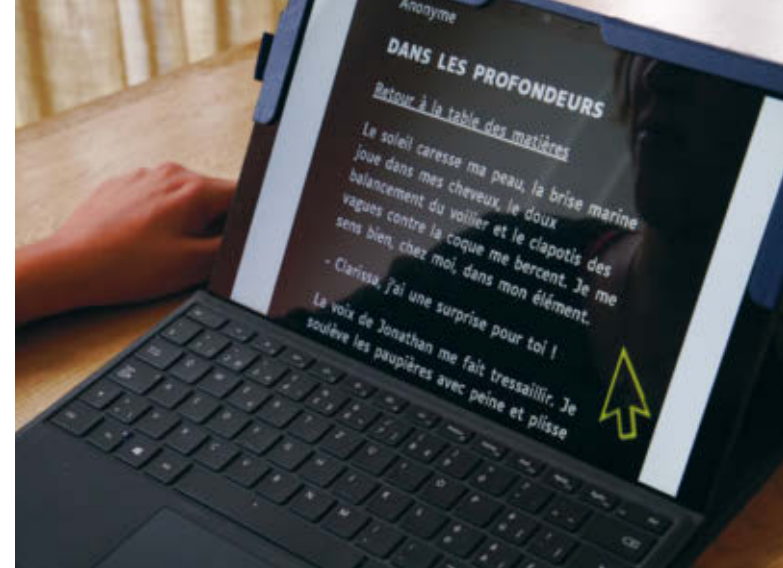 Anonyme
DANS LES PROFONDEURS
Retour à la table des matières
Le soleil caresse ma peau, la brise marine
joue dans mes cheveux, le doux
balancement du voilier et le clapotis des
vagues contre la coque me bercent. Je me
sens bien, chez moi, dans mon élément.
- Clarissa, j'ai une surprise pour toi !
La voix de Jonathan me fait tressaillir. Je
soulève les paupières avec peine et plisse